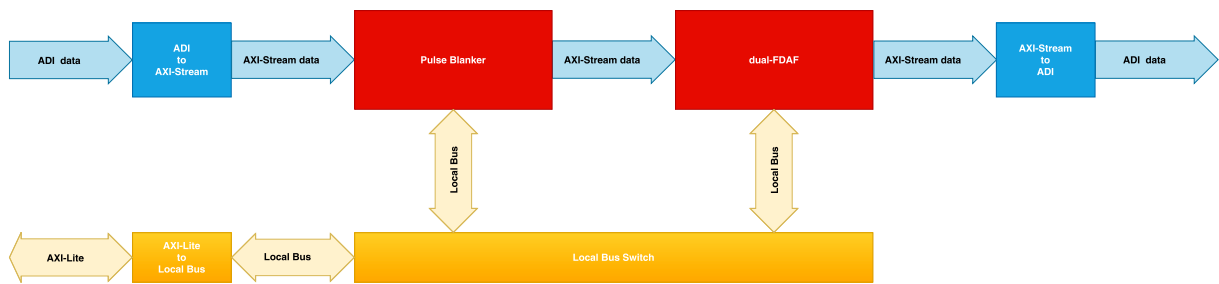 ADI data
ADI
to
AXI-Stream
AXI-Stream data
Pulse Blanker
AXI-Stream data
dual-FDAF
AXI-Stream data
AXI-Stream
to
ADI
ADI data
Local Bus
Local Bus
AXI-Lite
AXI-Lite
to
Local Bus
Local Bus
Local Bus Switch